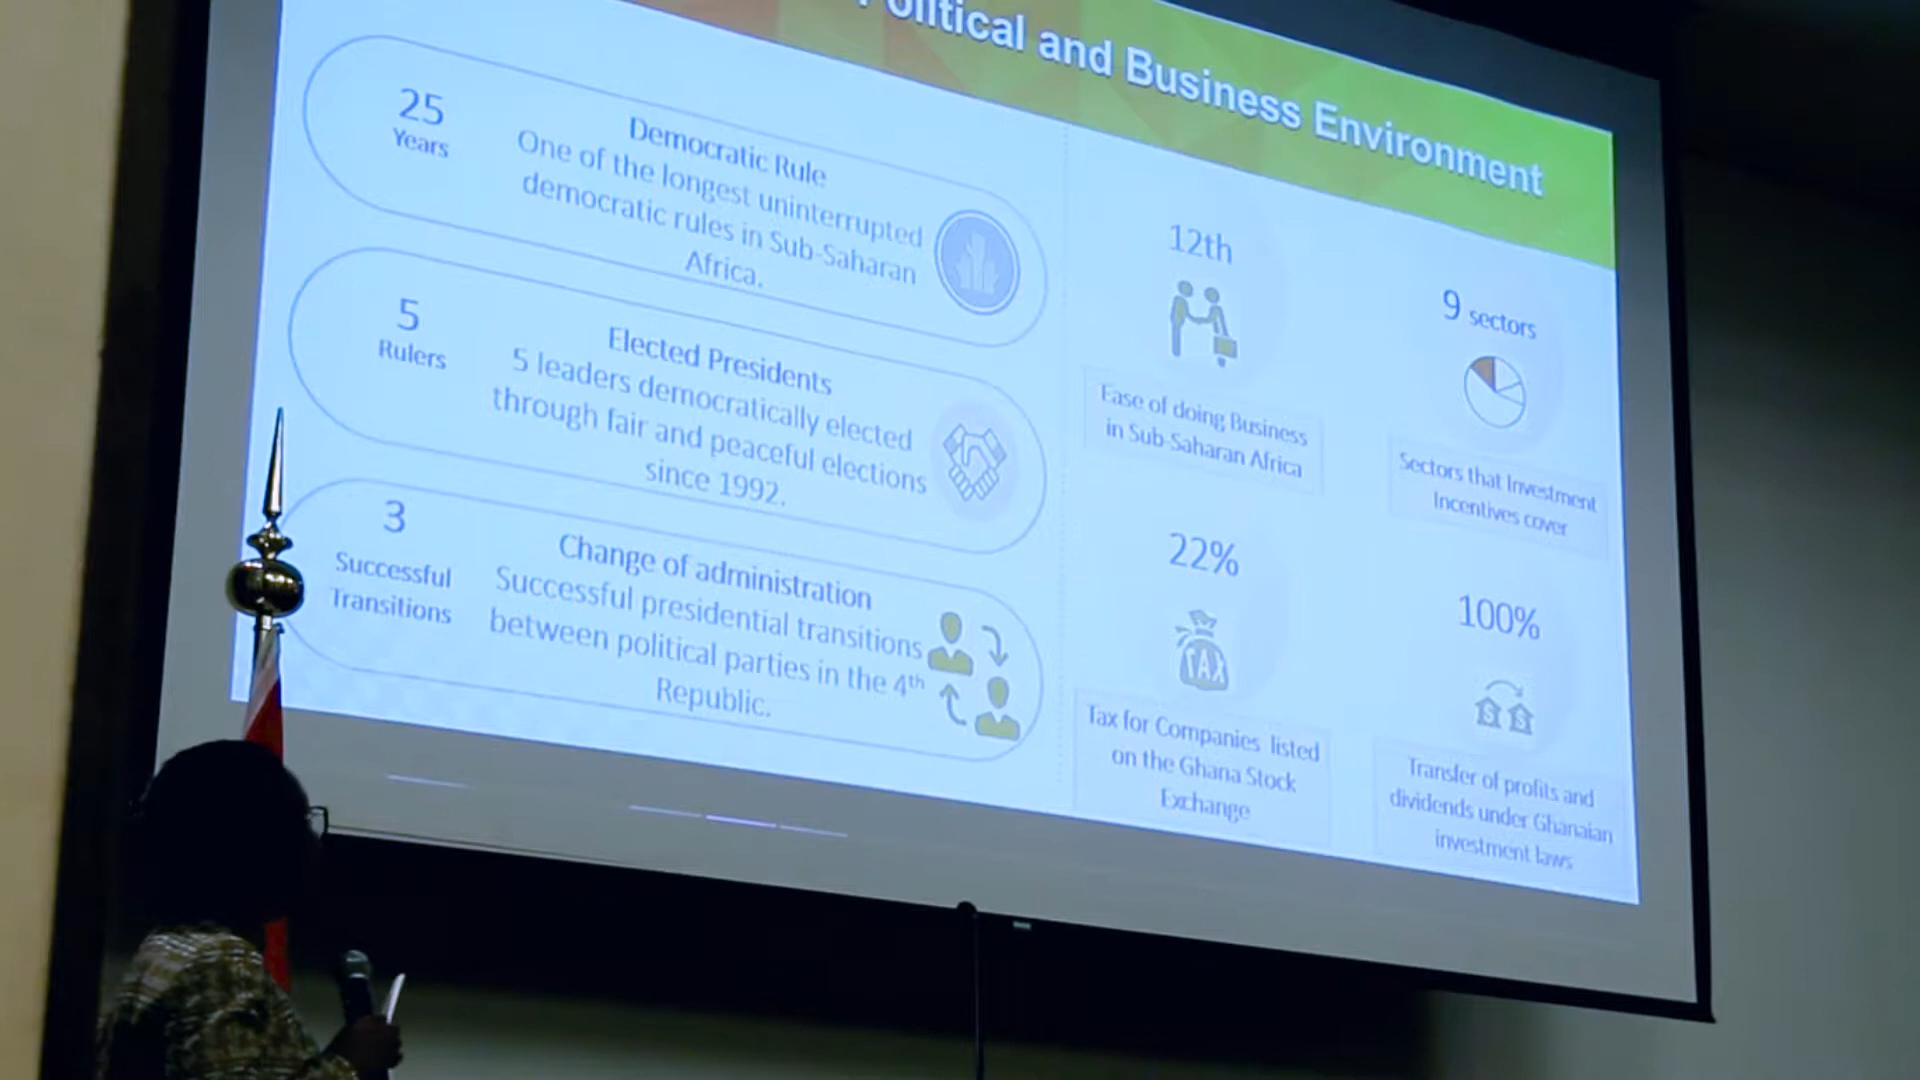 Political and Business Environment
25
Years
Democratic Rule
One of the longest uninterrupted
democratic rules in Sub-Saharan
Africa.
5
Rulers
Elected Presidents
5 leaders democratically elected
through fair and peaceful elections
since 1992.
3
Successful
Transitions
Change of administration
Successful presidential transitions
between political parties in the 4th
Republic.
12th
Ease of doing Business
in Sub-Saharan Africa
9 sectors
Sectors that Investment
Incentives cover
22%
TAX
Tax for Companies listed
on the Ghana Stock
Exchange
100%
$ $
Transfer of profits and
dividends under Ghanaian
investment laws